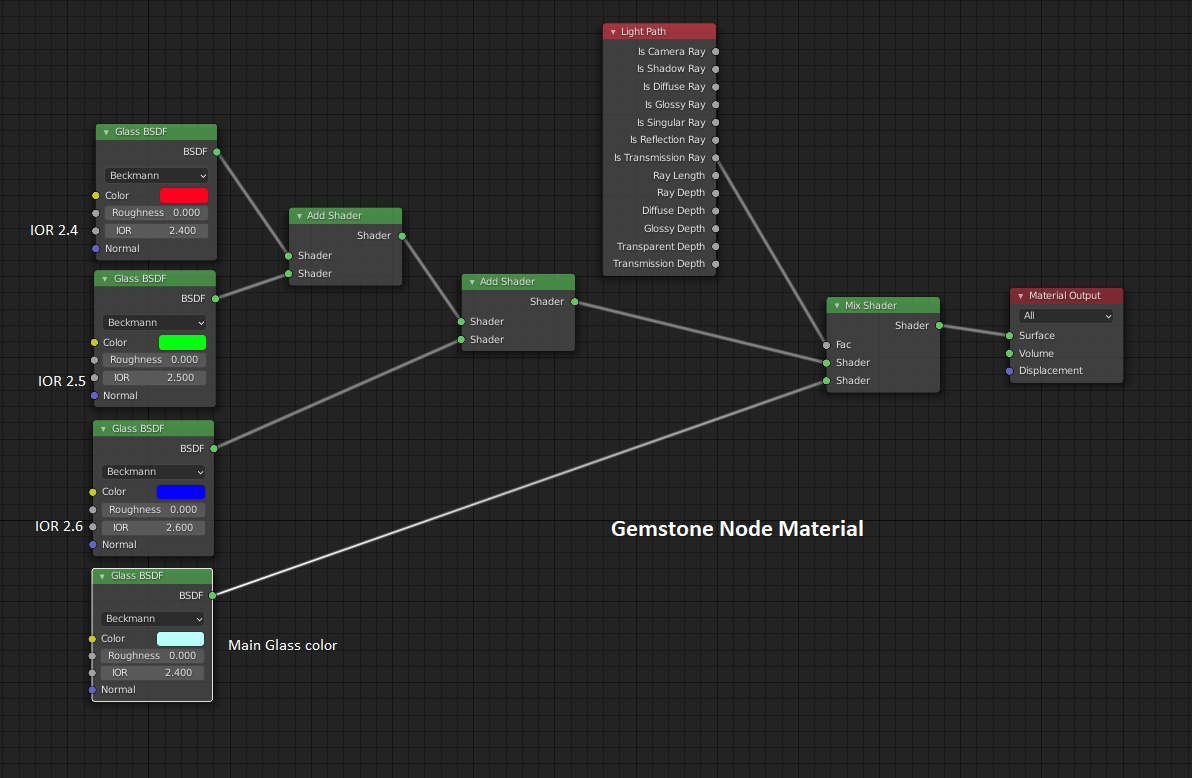 Light Path
Is Camera Ray
Is Shadow Ray
Is Diffuse Ray
Is Glossy Ray
Is Singular Ray
Is Reflection Ray
Is Transmission Ray
Ray Length
Ray Depth
Diffuse Depth
Glossy Depth
Transparent Depth
Transmission Depth
Glass BSDF
BSDF
Beckmann
Color
Roughness 0.000
IOR 2.4
IOR 2.400
Normal
Glass BSDF
BSDF
Beckmann
Color
Roughness 0.000
IOR 2.5
IOR 2.500
Normal
Glass BSDF
BSDF
Beckmann
Color
Roughness 0.000
IOR 2.6
IOR 2.600
Normal
Glass BSDF
BSDF
Beckmann
Color
Roughness 0.000
IOR 2.400
Normal
Main Glass color
Add Shader
Shader
Shader
Shader
Add Shader
Shader
Shader
Shader
Mix Shader
Shader
Fac
Shader
Shader
Material Output
All
Surface
Volume
Displacement
Gemstone Node Material